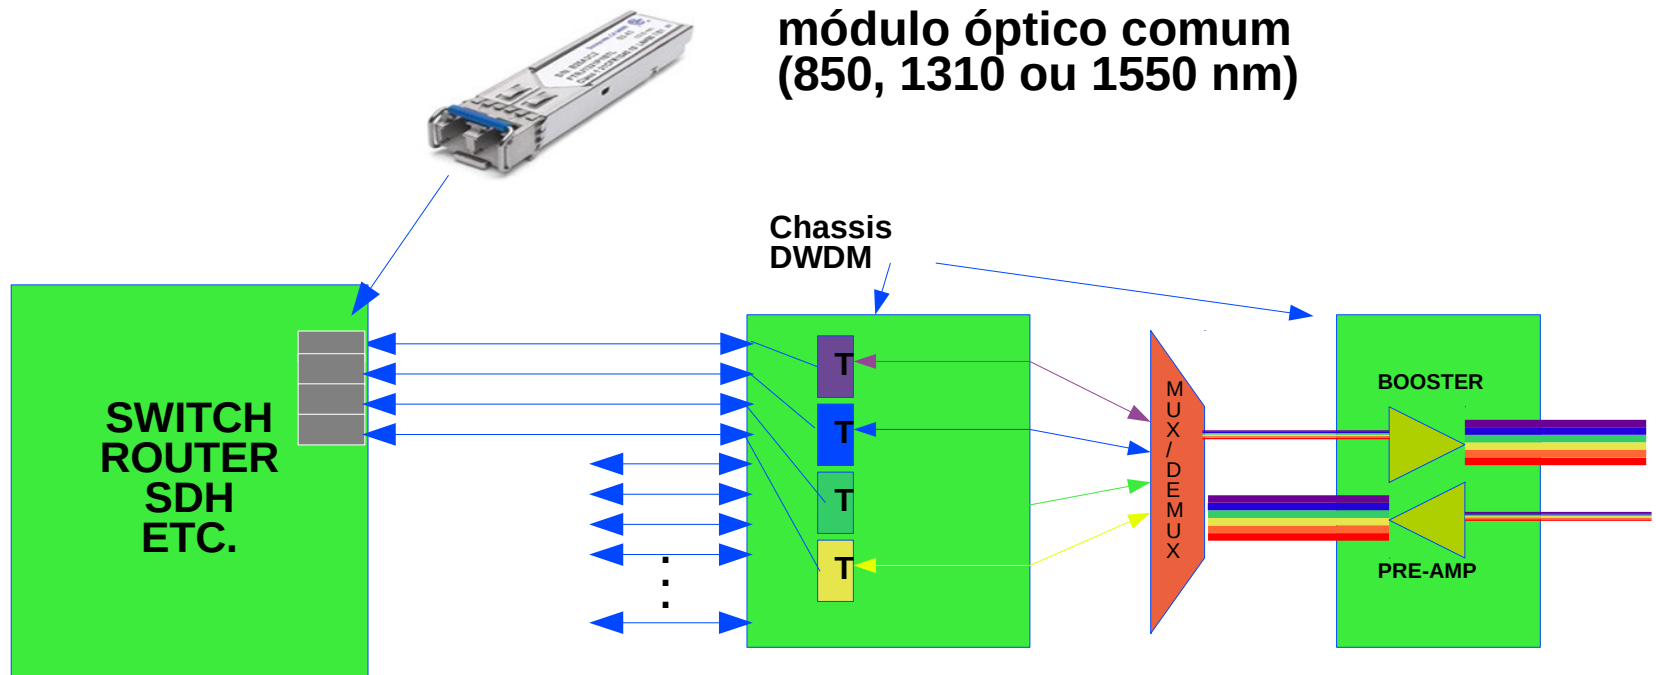 módulo óptico comum
(850, 1310 ou 1550 nm)
Chassis
DWDM
SWITCH
ROUTER
SDH
ETC.
T
T
T
T
MUX/DEMUX
BOOSTER
PRE-AMP